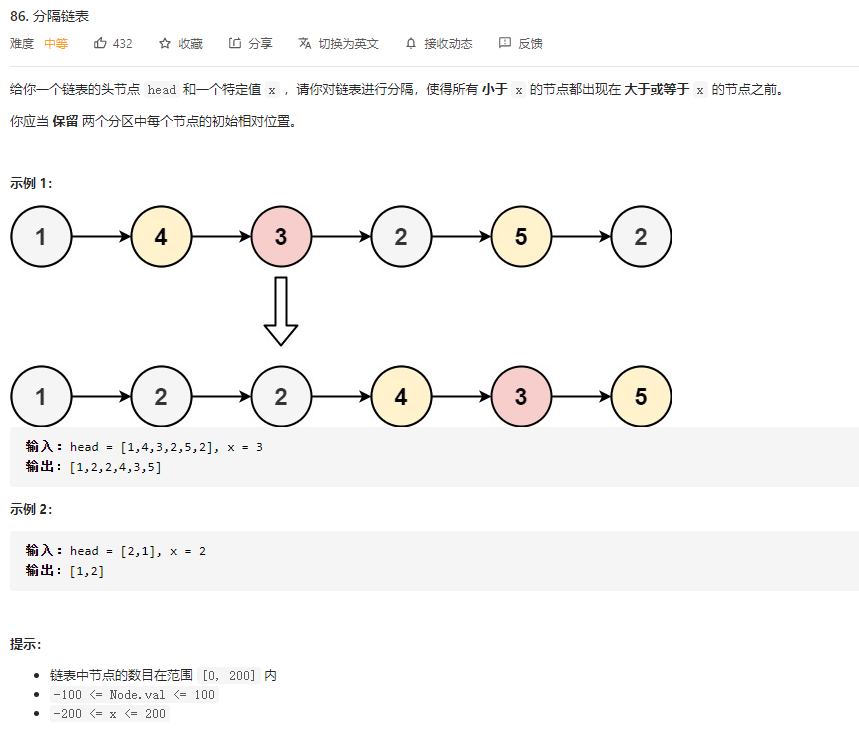 86. 分隔链表
难度 中等 432 收藏 分享 切换为英文 接收动态 反馈
给你一个链表的头节点 head 和一个特定值 x ，请你对链表进行分隔，使得所有 小于 x 的节点都出现在 大于或等于 x 的节点之前。
你应当 保留 两个分区中每个节点的初始相对位置。
示例 1：
1 4 3 2 5 2
1 2 2 4 3 5
输入：head = [1,4,3,2,5,2], x = 3
输出：[1,2,2,4,3,5]
示例 2：
输入：head = [2,1], x = 2
输出：[1,2]
提示：
链表中节点的数目在范围 [0, 200] 内
-100 <= Node.val <= 100
-200 <= x <= 200